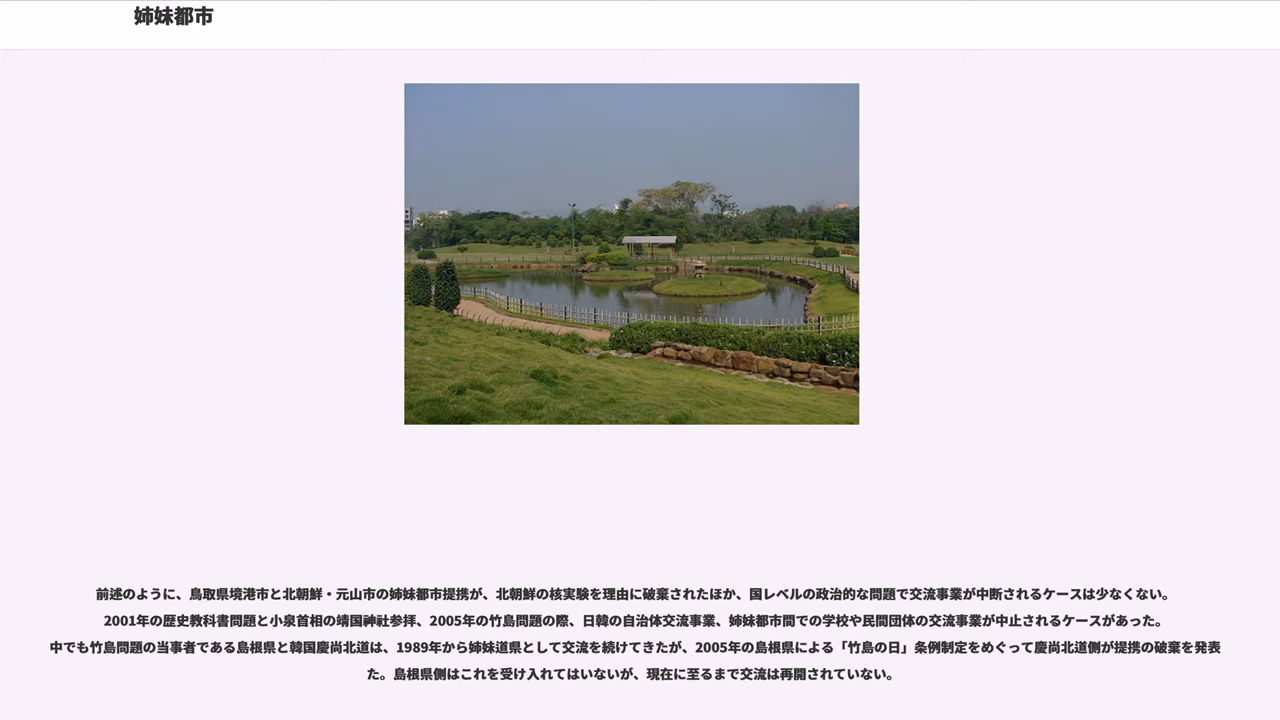 姉妹都市
前述のように、鳥取県境港市と北朝鮮・元山市の姉妹都市提携が、北朝鮮の核実験を理由に破棄されたほか、国レベルの政治的な問題で交流事業が中断されるケースは少なくない。
2001年の歴史教科書問題と小泉首相の靖国神社参拝、2005年の竹島問題の際、日韓の自治体交流事業、姉妹都市間での学校や民間団体の交流事業が中止されるケースがあった。
中でも竹島問題の当事者である島根県と韓国慶尚北道は、1989年から姉妹道県として交流を続けてきたが、2005年の島根県による「竹島の日」条例制定をめぐって慶尚北道側が提携の破棄を発表
た。島根県側はこれを受け入れてはいないが、現在に至るまで交流は再開されていない。